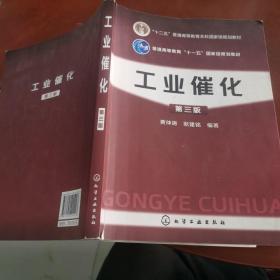 "十二五"普通高等教育本科国家级规划教材
普通高等教育"十一五"国家级规划教材
工业催化
第三版
黄仲涛 耿建铭 编著
GONGYE CUIHUA
化学工业出版社
工业催化
第三版